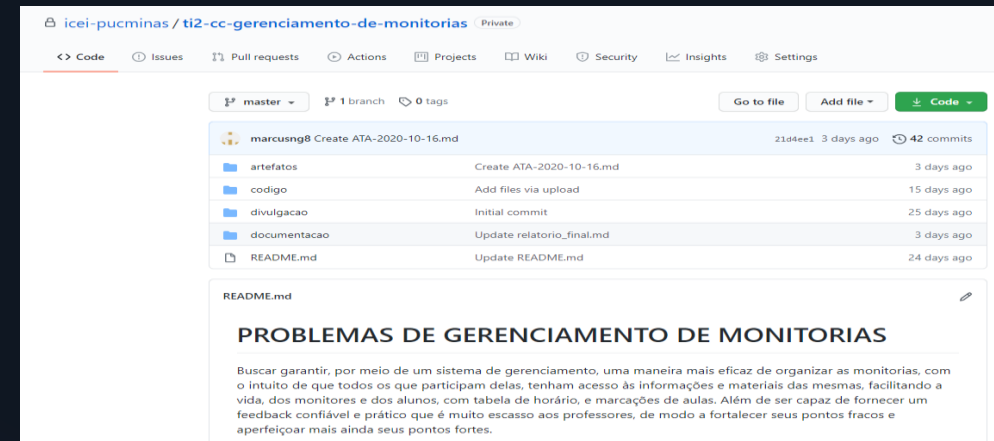 icei-pucminas / ti2-cc-gerenciamento-de-monitorias Private
Code Issues Pull requests Actions Projects Wiki Security Insights Settings
master 1 branch 0 tags Go to file Add file Code
marcusng8 Create ATA-2020-10-16.md 21d4ee1 3 days ago 42 commits
artefatos Create ATA-2020-10-16.md 3 days ago
codigo Add files via upload 15 days ago
divulgacao Initial commit 25 days ago
documentacao Update relatorio_final.md 3 days ago
README.md Update README.md 24 days ago
README.md
PROBLEMAS DE GERENCIAMENTO DE MONITORIAS
Buscar garantir, por meio de um sistema de gerenciamento, uma maneira mais eficaz de organizar as monitorias, com
o intuito de que todos os que participam delas, tenham acesso às informações e materiais das mesmas, facilitando a
vida, dos monitores e dos alunos, com tabela de horário, e marcações de aulas. Além de ser capaz de fornecer um
feedback confiável e prático que é muito escasso aos professores, de modo a fortalecer seus pontos fracos e
aperfeiçoar mais ainda seus pontos fortes.